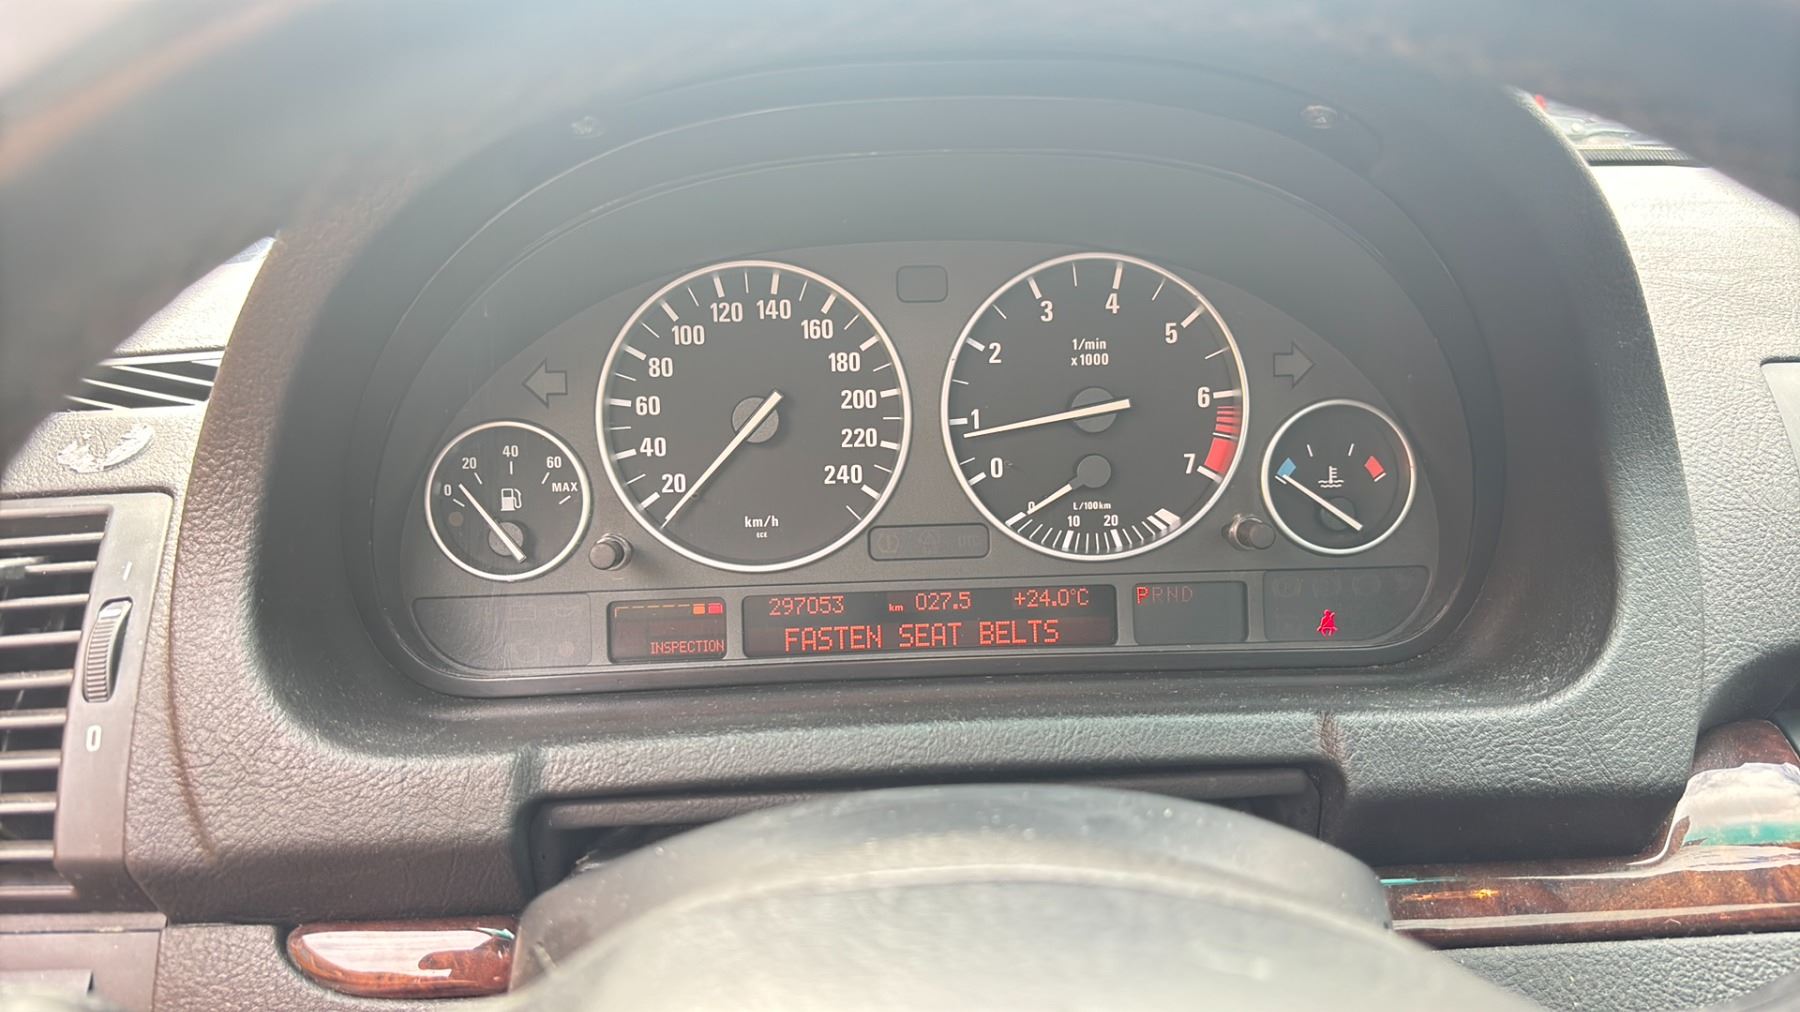 20 40 60 80 100 120 140 160 180 200 220 240
km/h
ECE
0 1 2 3 4 5 6 7
1/min
x1000
0 20 40 60 MAX
L/100km
0 10 20
297053 km 027.5 +24.0°C
FASTEN SEAT BELTS
INSPECTION
PRND
0